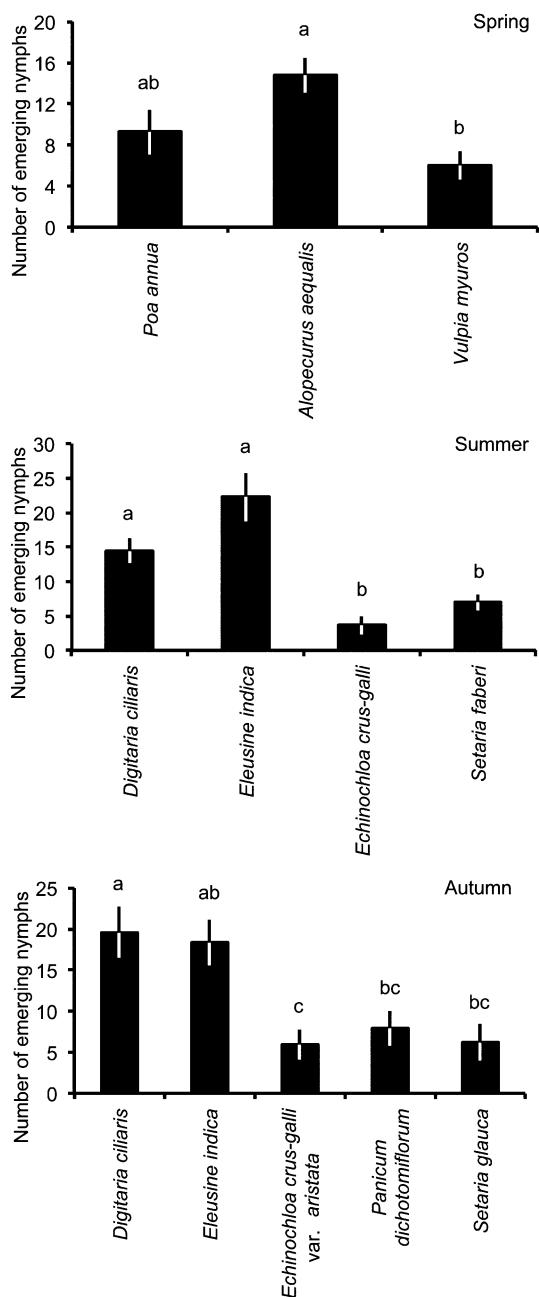 Spring
Number of emerging nymphs
20
16
12
8
4
0
ab
a
b
Poa annua
Alopecurus aequalis
Vulpia myuros
Summer
Number of emerging nymphs
30
25
20
15
10
5
0
a
a
b
b
Digitaria ciliaris
Eleusine indica
Echinochloa crus-galli
Setaria faberi
Autumn
Number of emerging nymphs
25
20
15
10
5
0
a
ab
c
bc
bc
Digitaria ciliaris
Eleusine indica
Echinochloa crus-galli
var. aristata
Panicum
dichotomiflorum
Setaria glauca